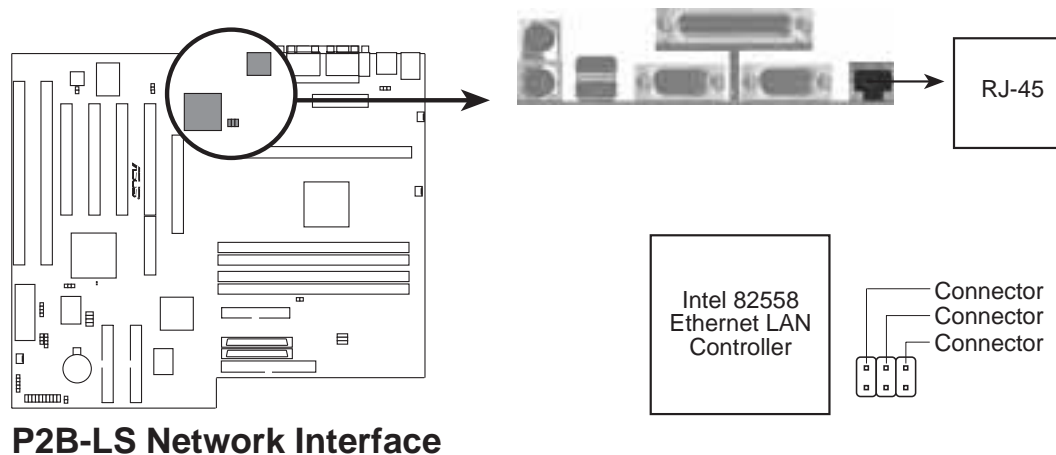 RJ-45
Intel 82558
Ethernet LAN
Controller
Connector
Connector
Connector
P2B-LS Network Interface